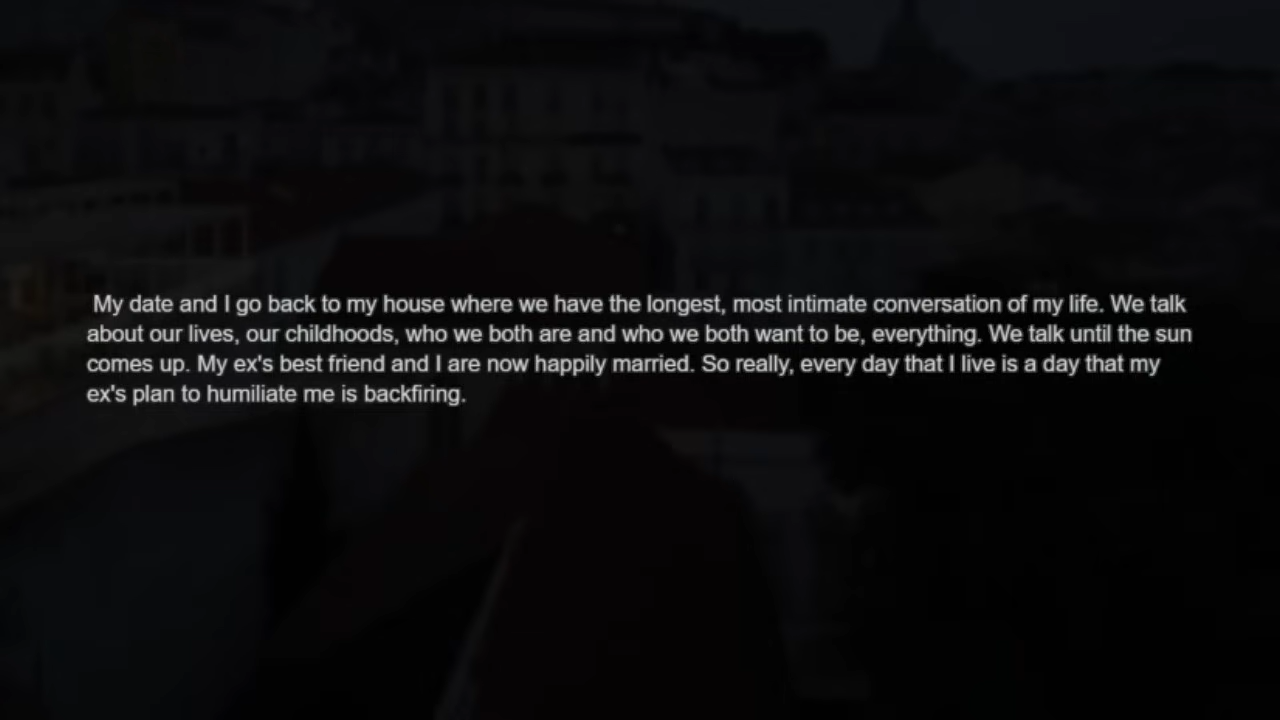 My date and I go back to my house where we have the longest, most intimate conversation of my life. We talk
about our lives, our childhoods, who we both are and who we both want to be, everything. We talk until the sun
comes up. My ex's best friend and I are now happily married. So really, every day that I live is a day that my
ex's plan to humiliate me is backfiring.